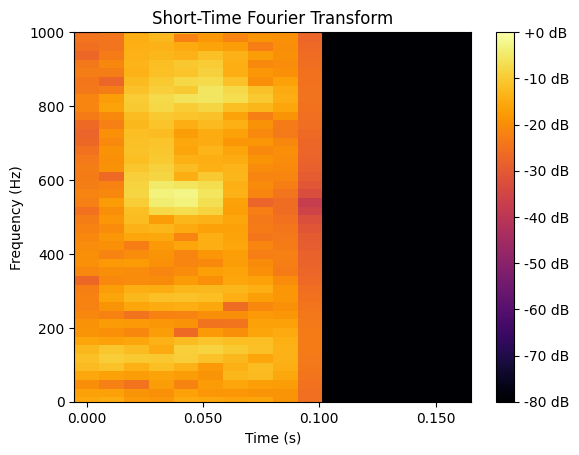 Short-Time Fourier Transform
1000
800
600
400
200
0
Frequency (Hz)
0.000
0.050
0.100
0.150
Time (s)
+0 dB
-10 dB
-20 dB
-30 dB
-40 dB
-50 dB
-60 dB
-70 dB
-80 dB